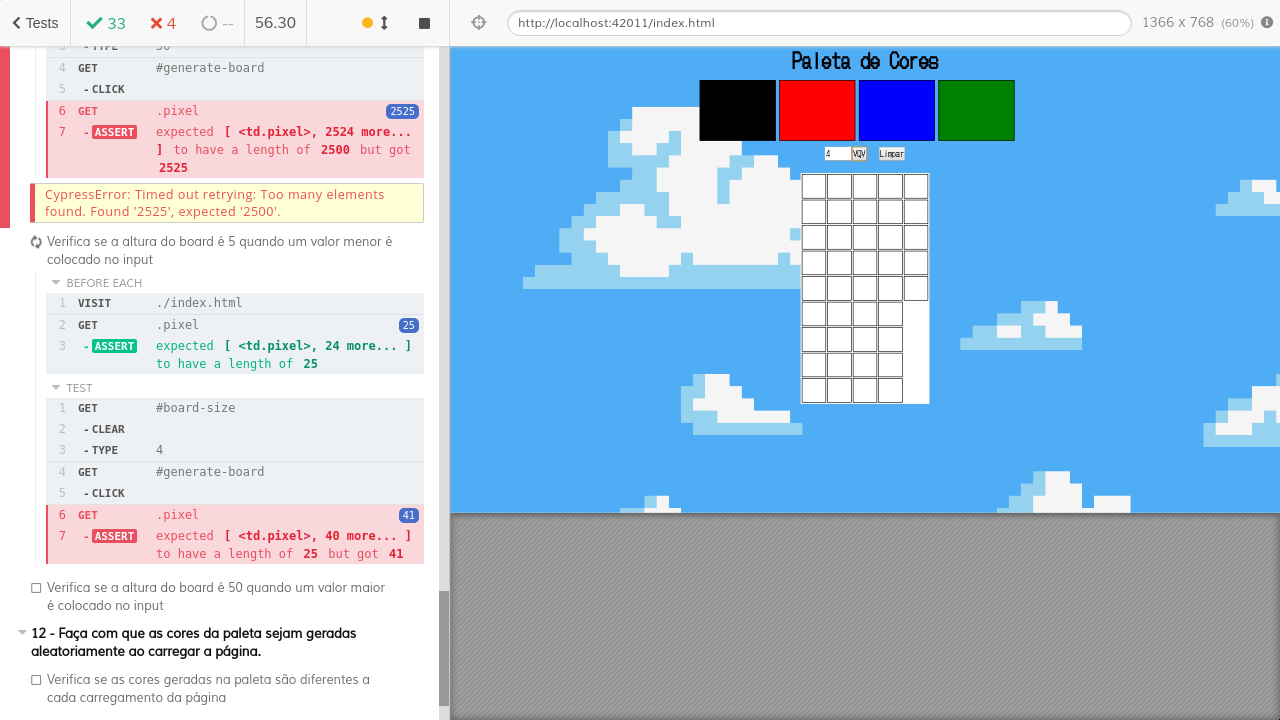 Tests 33 4 -- 56.30
http://localhost:42011/index.html 1366 x 768 (60%)
3 -TYPE 50
4 GET #generate-board
5 -CLICK
6 GET .pixel 2525
7 -ASSERT expected [ <td.pixel>, 2524 more...
] to have a length of 2500 but got
2525
CypressError: Timed out retrying: Too many elements
found. Found '2525', expected '2500'.
Verifica se a altura do board é 5 quando um valor menor é
colocado no input
BEFORE EACH
1 VISIT ./index.html
2 GET .pixel 25
3 -ASSERT expected [ <td.pixel>, 24 more... ]
to have a length of 25
TEST
1 GET #board-size
2 -CLEAR
3 -TYPE 4
4 GET #generate-board
5 -CLICK
6 GET .pixel 41
7 -ASSERT expected [ <td.pixel>, 40 more... ]
to have a length of 25 but got 41
Verifica se a altura do board é 50 quando um valor maior
é colocado no input
12 - Faça com que as cores da paleta sejam geradas
aleatoriamente ao carregar a página.
Verifica se as cores geradas na paleta são diferentes a
cada carregamento da página
Paleta de Cores
4 VQV Limpar